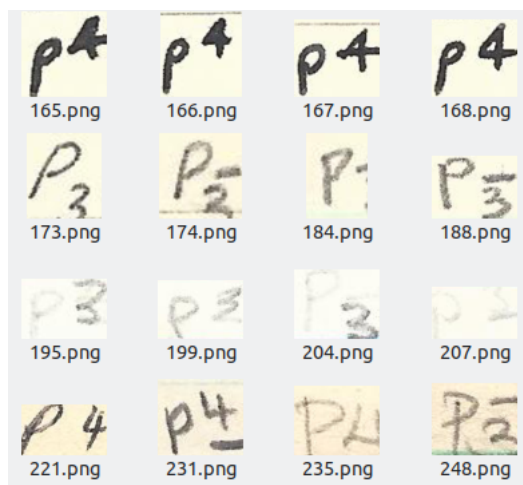 p4 p4 p4 p4
165.png 166.png 167.png 168.png
P3 P2 P P3
173.png 174.png 184.png 188.png
p3 p3 P3 p3
195.png 199.png 204.png 207.png
P4 p4 P4 P2
221.png 231.png 235.png 248.png